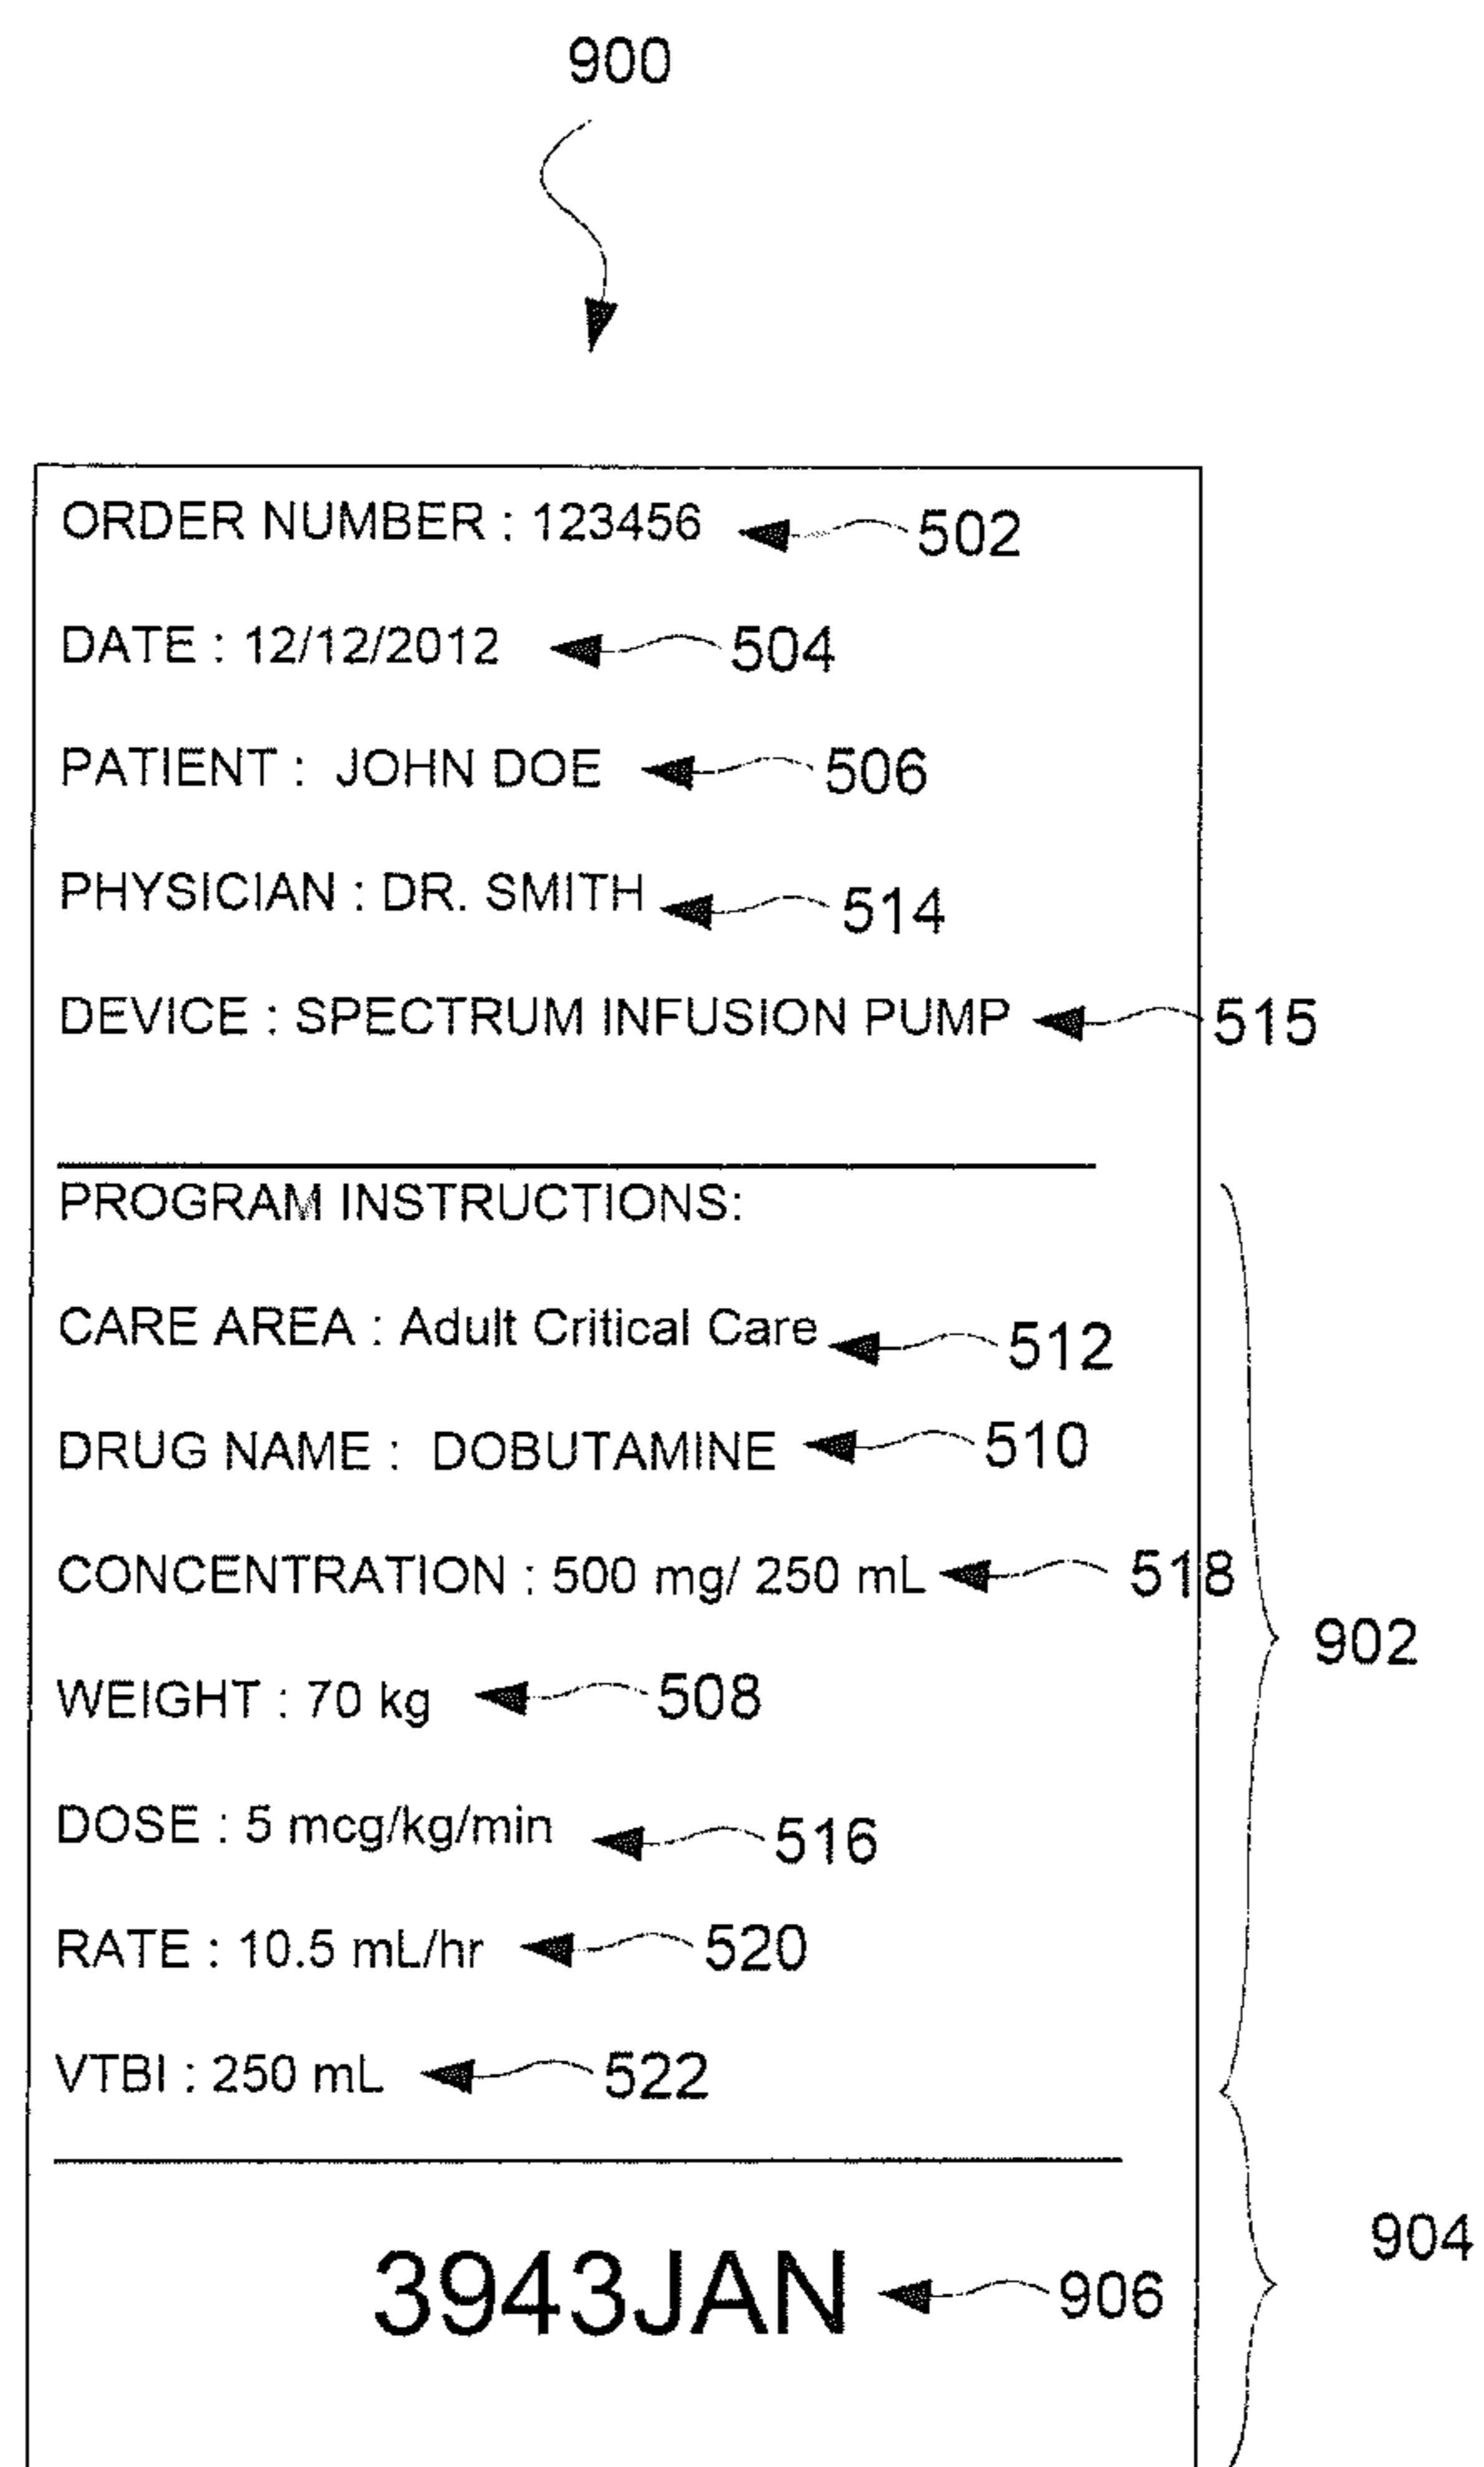 900
ORDER NUMBER : 123456 502
DATE : 12/12/2012 504
PATIENT : JOHN DOE 506
PHYSICIAN : DR. SMITH 514
DEVICE : SPECTRUM INFUSION PUMP 515
PROGRAM INSTRUCTIONS:
CARE AREA : Adult Critical Care 512
DRUG NAME : DOBUTAMINE 510
CONCENTRATION : 500 mg/ 250 mL 518
902
WEIGHT : 70 kg 508
DOSE : 5 mcg/kg/min 516
RATE : 10.5 mL/hr 520
VTBI : 250 mL 522
904
3943JAN 906